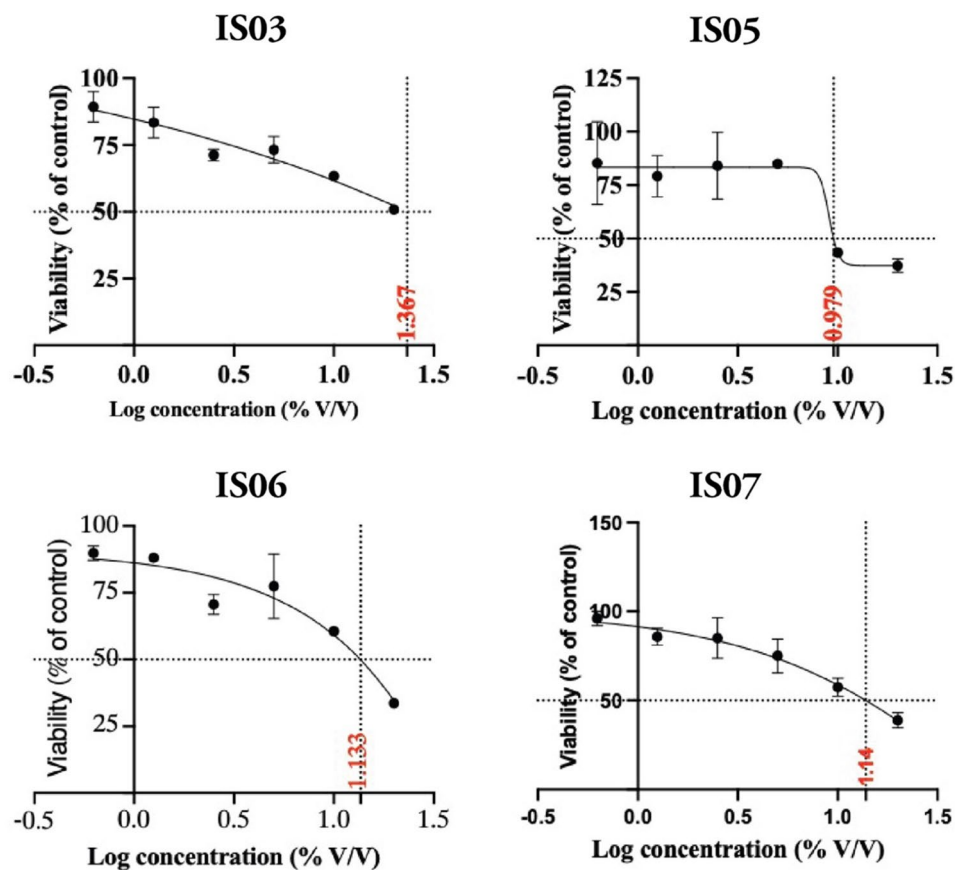 IS03
100
75
50
25
Viability (% of control)
1.367
-0.5 0.0 0.5 1.0 1.5
Log concentration (% V/V)
IS05
125
100
75
50
25
Viability (% of control)
0.979
-0.5 0.0 0.5 1.0 1.5
Log concentration (% V/V)
IS06
100
75
50
25
Viability (% of control)
1.133
-0.5 0.0 0.5 1.0 1.5
Log concentration (% V/V)
IS07
150
100
50
Viability (% of control)
1.14
-0.5 0.0 0.5 1.0 1.5
Log concentration (% V/V)